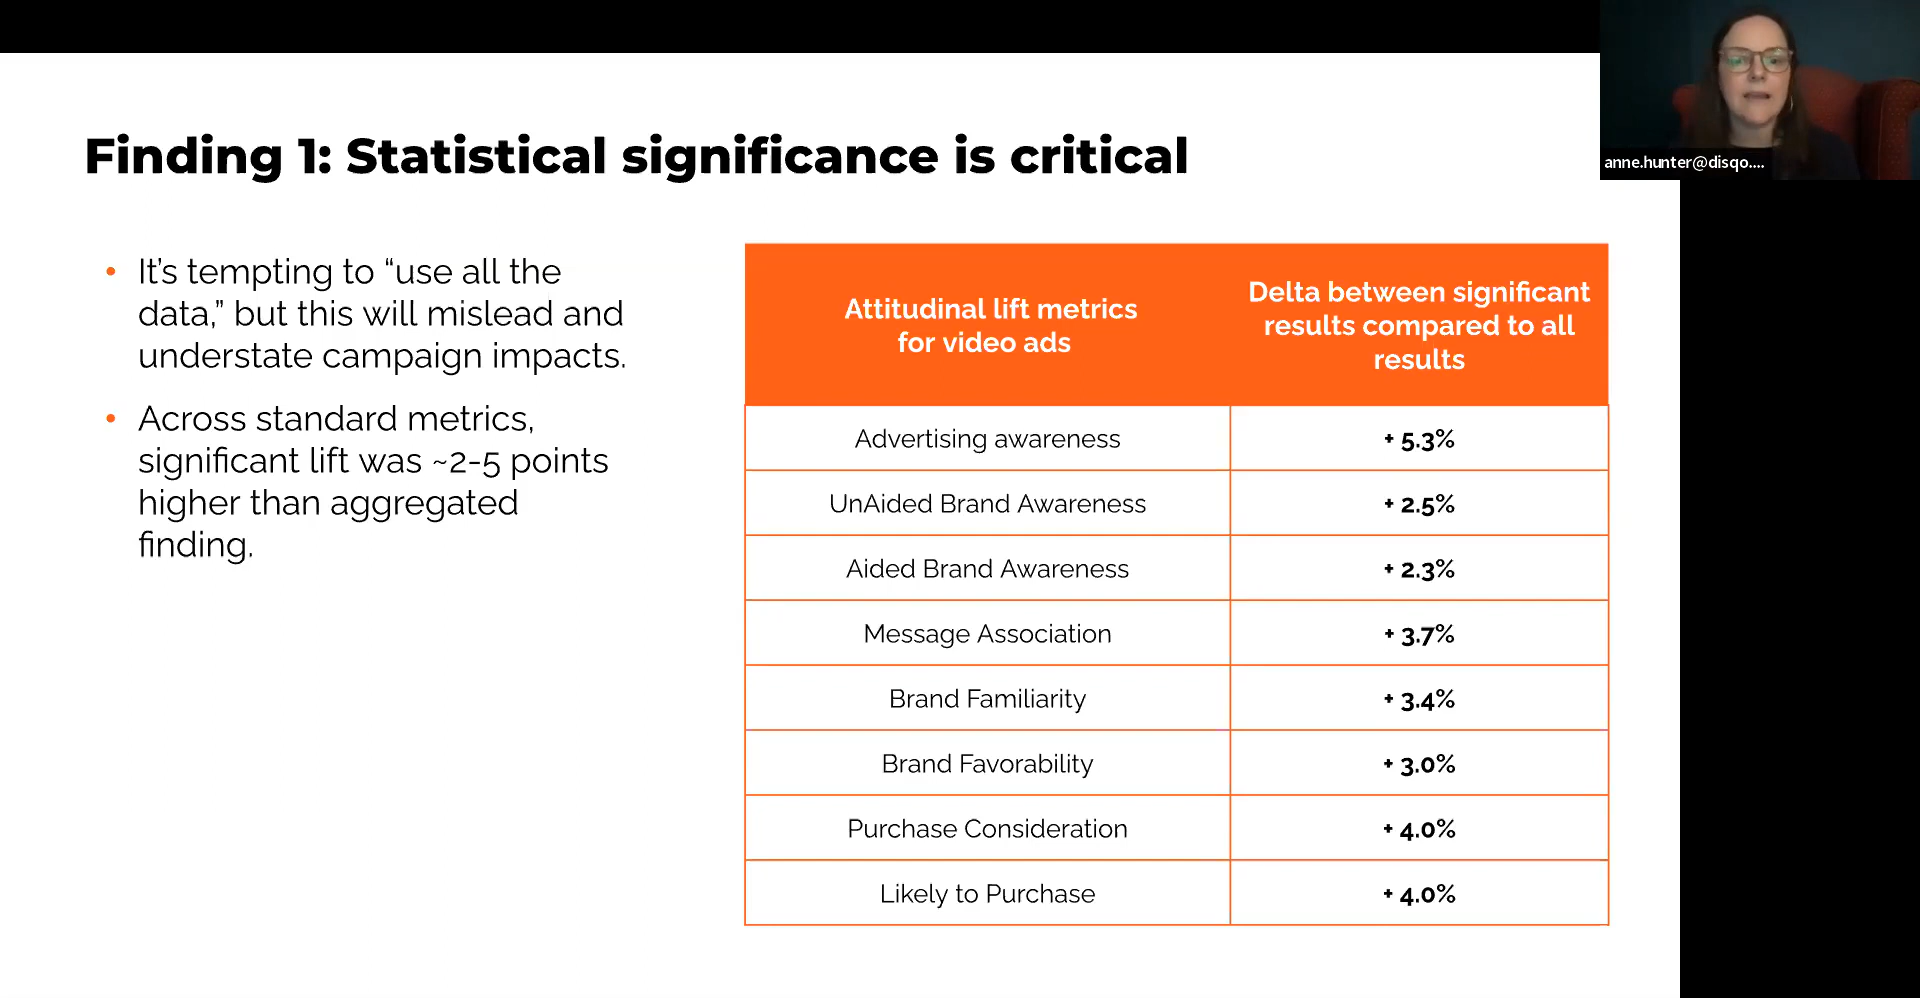 anne.hunter@disqo....
Finding 1: Statistical significance is critical
• It’s tempting to “use all the
data,” but this will mislead and
understate campaign impacts.
• Across standard metrics,
significant lift was ~2-5 points
higher than aggregated
finding.
Attitudinal lift metrics
for video ads
Delta between significant
results compared to all
results
Advertising awareness
+ 5.3%
UnAided Brand Awareness
+ 2.5%
Aided Brand Awareness
+ 2.3%
Message Association
+ 3.7%
Brand Familiarity
+ 3.4%
Brand Favorability
+ 3.0%
Purchase Consideration
+ 4.0%
Likely to Purchase
+ 4.0%